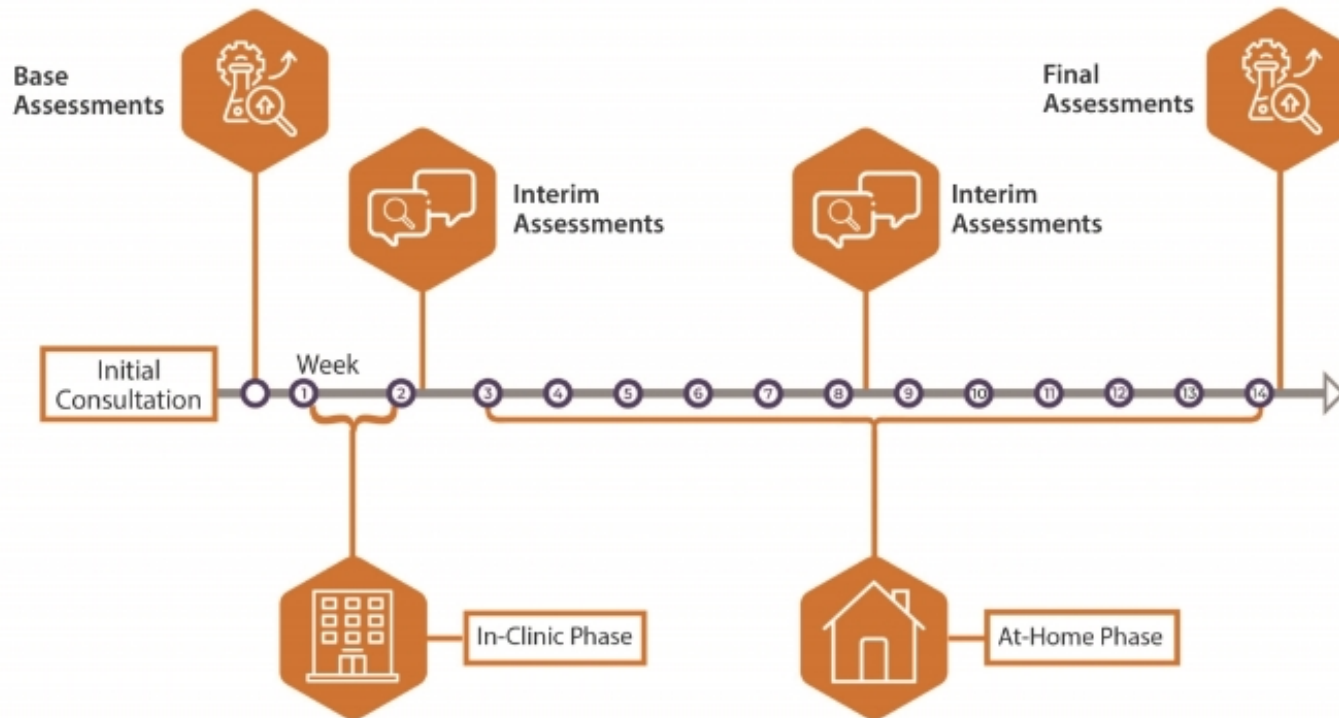 Base
Assessments
Final
Assessments
Interim
Assessments
Interim
Assessments
Initial
Consultation
Week
1 2 3 4 5 6 7 8 9 10 11 12 13 14
In-Clinic Phase
At-Home Phase